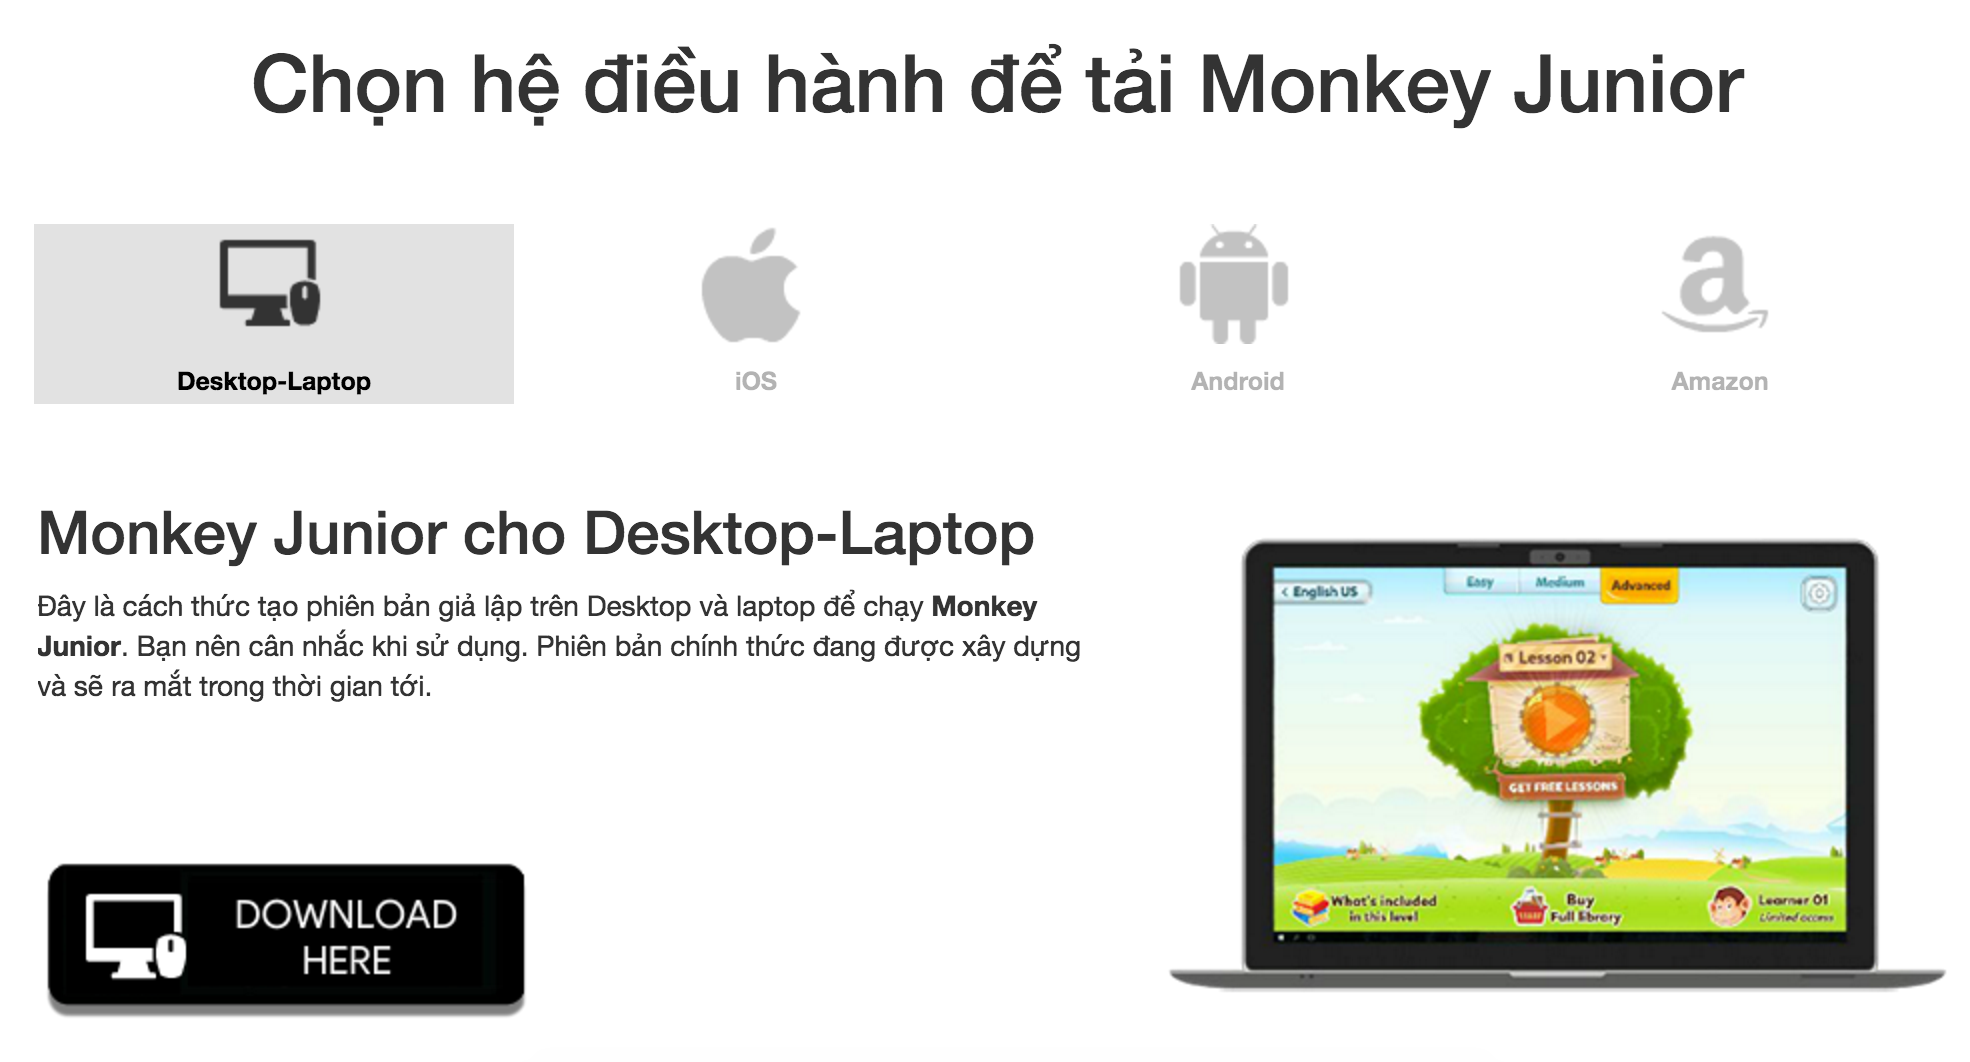 Chọn hệ điều hành để tải Monkey Junior
Desktop-Laptop
iOS
Android
Amazon
Monkey Junior cho Desktop-Laptop
Đây là cách thức tạo phiên bản giả lập trên Desktop và laptop để chạy Monkey
Junior. Bạn nên cân nhắc khi sử dụng. Phiên bản chính thức đang được xây dựng
và sẽ ra mắt trong thời gian tới.
DOWNLOAD
HERE
< English US
Easy
Medium
Advanced
Lesson 02
GET FREE LESSONS
What's included
in this level
Buy
Full library
Learner 01
Limited access